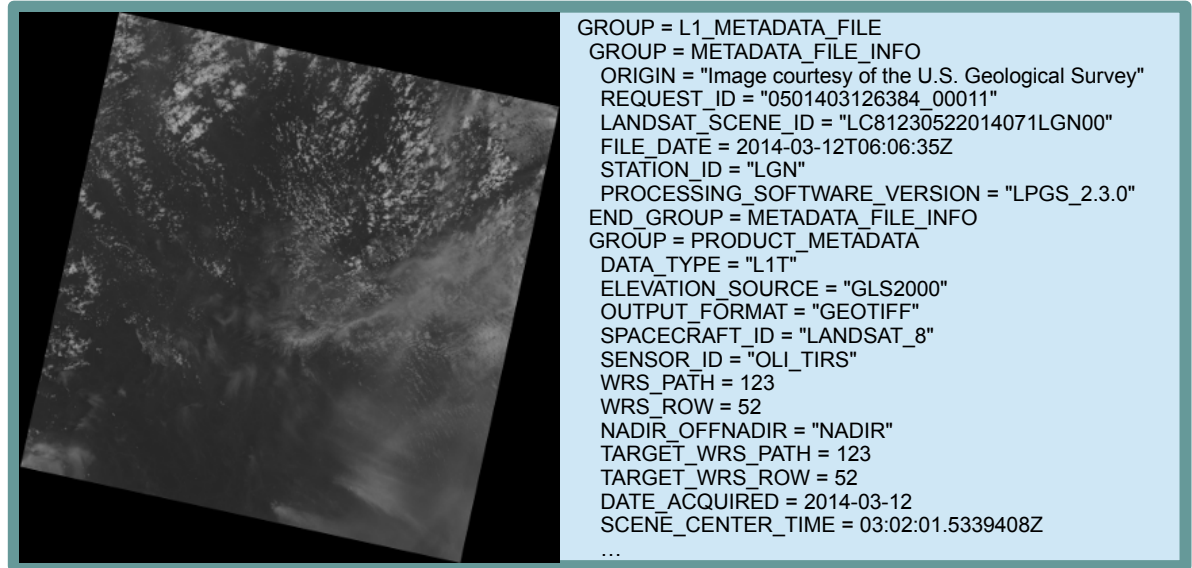 GROUP = L1_METADATA_FILE
GROUP = METADATA_FILE_INFO
ORIGIN = "Image courtesy of the U.S. Geological Survey"
REQUEST_ID = "0501403126384_00011"
LANDSAT_SCENE_ID = "LC81230522014071LGN00"
FILE_DATE = 2014-03-12T06:06:35Z
STATION_ID = "LGN"
PROCESSING_SOFTWARE_VERSION = "LPGS_2.3.0"
END_GROUP = METADATA_FILE_INFO
GROUP = PRODUCT_METADATA
DATA_TYPE = "L1T"
ELEVATION_SOURCE = "GLS2000"
OUTPUT_FORMAT = "GEOTIFF"
SPACECRAFT_ID = "LANDSAT_8"
SENSOR_ID = "OLI_TIRS"
WRS_PATH = 123
WRS_ROW = 52
NADIR_OFFNADIR = "NADIR"
TARGET_WRS_PATH = 123
TARGET_WRS_ROW = 52
DATE_ACQUIRED = 2014-03-12
SCENE_CENTER_TIME = 03:02:01.5339408Z
…